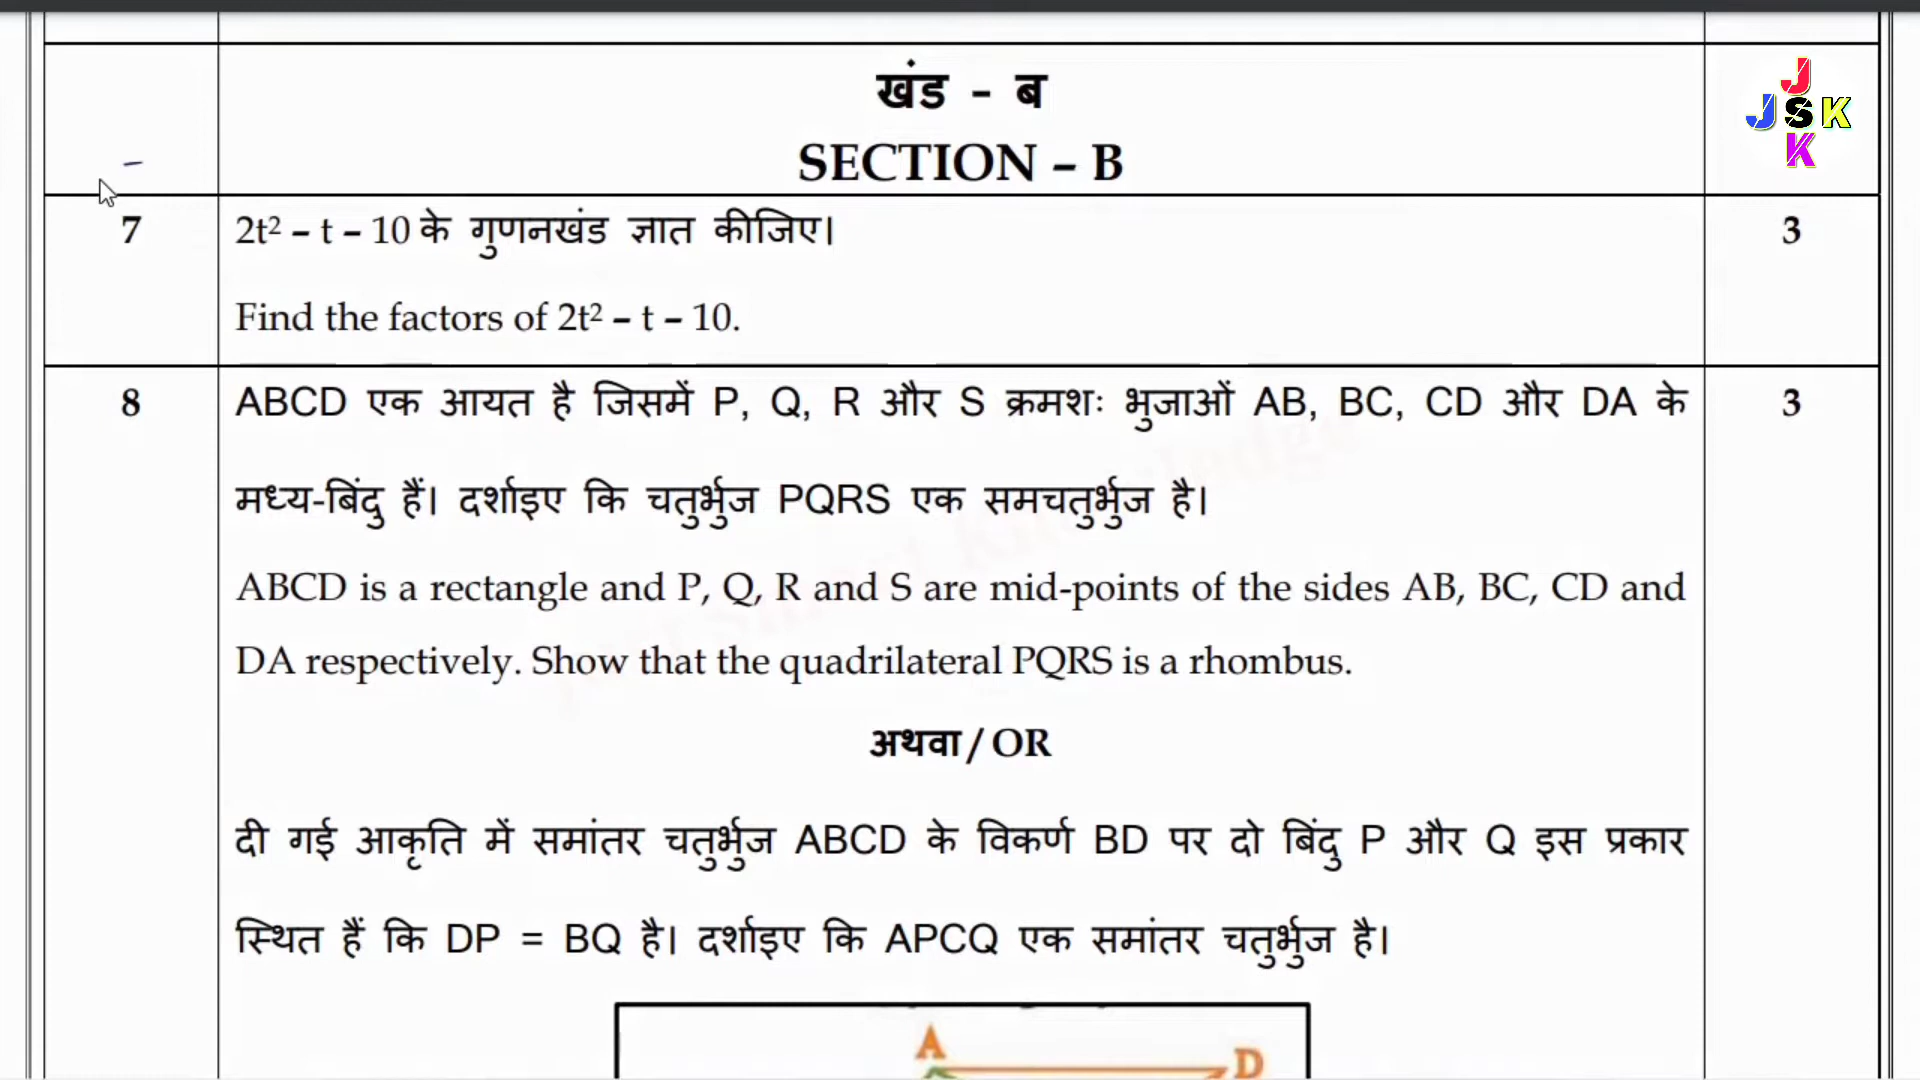 खंड - ब
SECTION – B
J
JSK
K
7 2t² – t – 10 के गुणनखंड ज्ञात कीजिए। 3
Find the factors of 2t² – t – 10.
8 ABCD एक आयत है जिसमें P, Q, R और S क्रमशः भुजाओं AB, BC, CD और DA के 3
मध्य-बिंदु हैं। दर्शाइए कि चतुर्भुज PQRS एक समचतुर्भुज है।
ABCD is a rectangle and P, Q, R and S are mid-points of the sides AB, BC, CD and
DA respectively. Show that the quadrilateral PQRS is a rhombus.
अथवा / OR
दी गई आकृति में समांतर चतुर्भुज ABCD के विकर्ण BD पर दो बिंदु P और Q इस प्रकार
स्थित हैं कि DP = BQ है। दर्शाइए कि APCQ एक समांतर चतुर्भुज है।
A
D